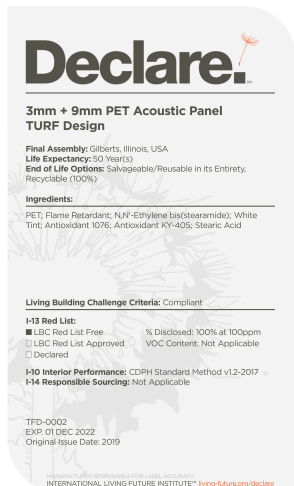 Declare.
3mm + 9mm PET Acoustic Panel
TURF Design
Final Assembly: Gilberts, Illinois, USA
Life Expectancy: 50 Year(s)
End of Life Options: Salvageable/Reusable in its Entirety,
Recyclable (100%)
Ingredients:
PET; Flame Retardant; N,N'-Ethylene bis(stearamide); White
Tint; Antioxidant 1076; Antioxidant KY-405; Stearic Acid
Living Building Challenge Criteria: Compliant
I-13 Red List:
■ LBC Red List Free % Disclosed: 100% at 100ppm
□ LBC Red List Approved VOC Content: Not Applicable
□ Declared
I-10 Interior Performance: CDPH Standard Method v1.2-2017
I-14 Responsible Sourcing: Not Applicable
TFD-0002
EXP. 01 DEC 2022
Original Issue Date: 2019
MANUFACTURER RESPONSIBLE FOR LABEL ACCURACY
INTERNATIONAL LIVING FUTURE INSTITUTE™ living-future.org/declare